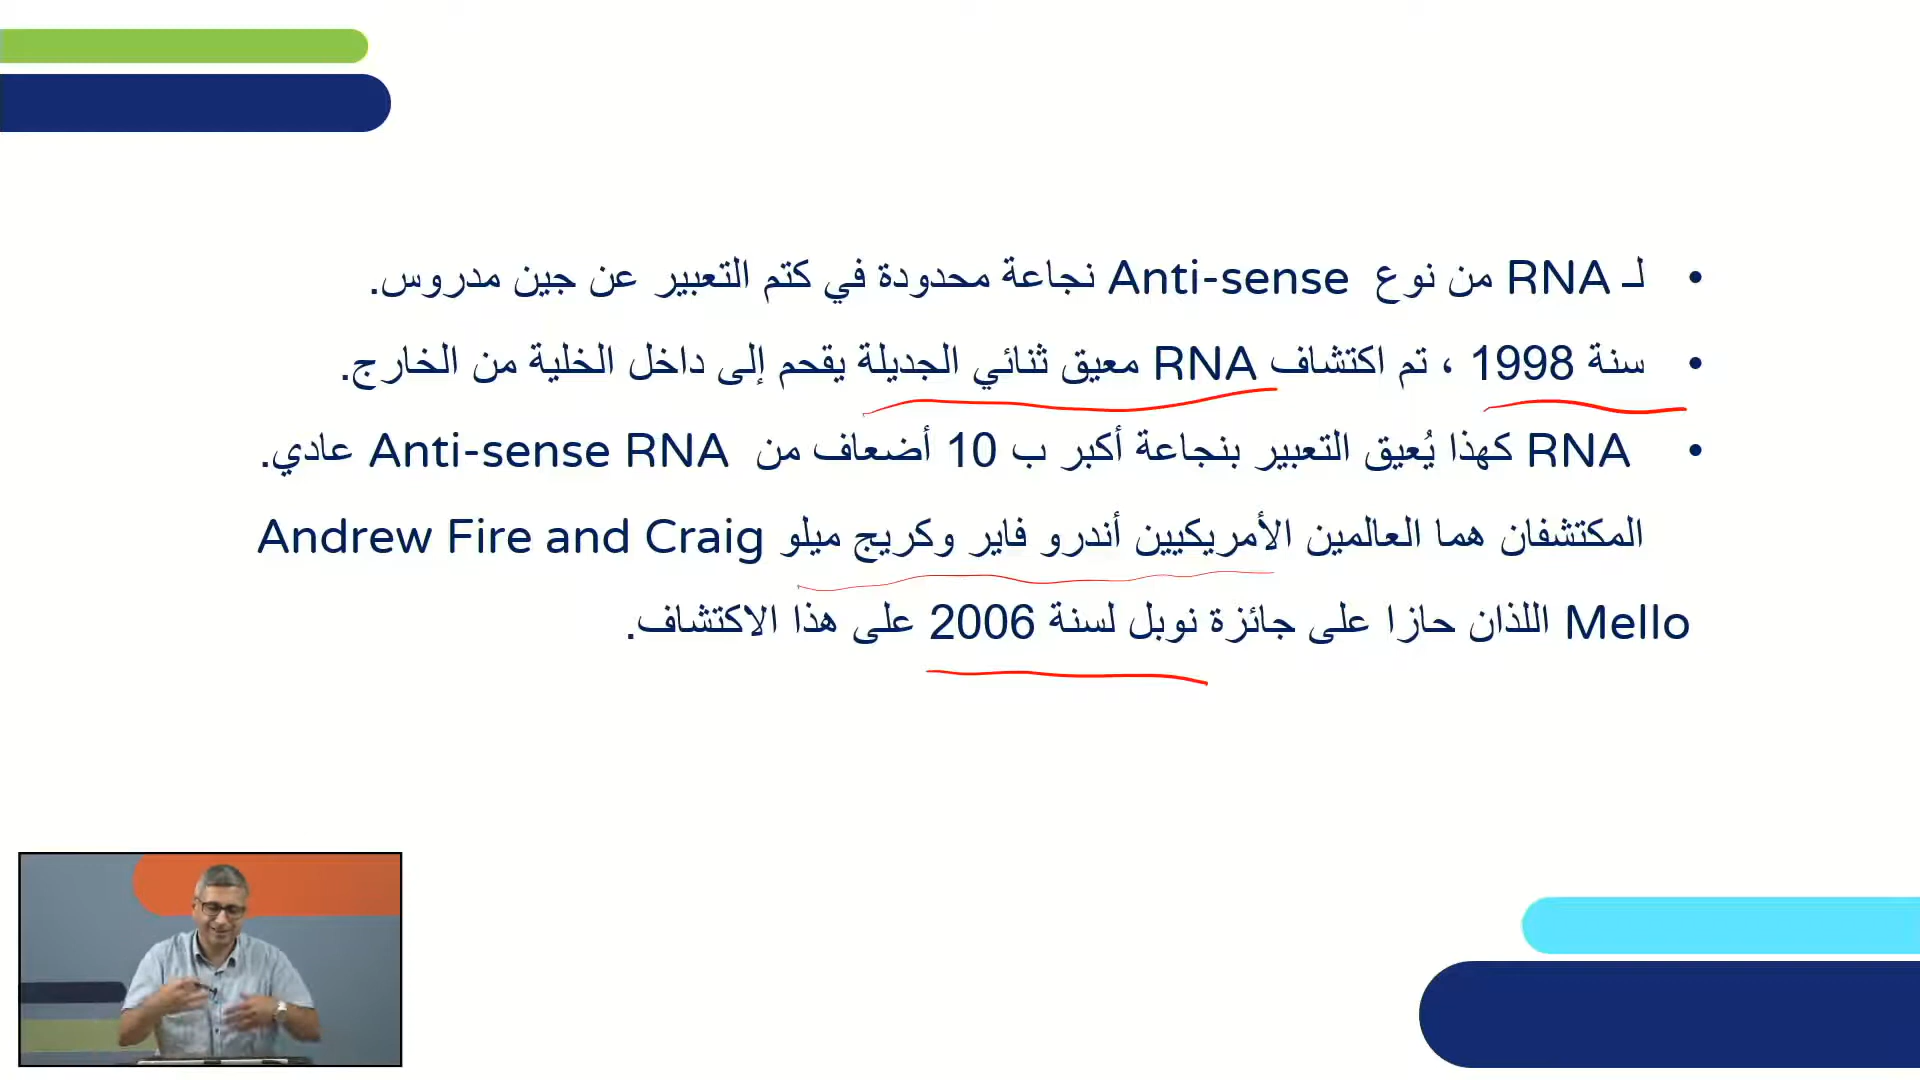 • لـ RNA من نوع Anti-sense نجاعة محدودة في كتم التعبير عن جين مدروس.
• سنة 1998 ، تم اكتشاف RNA معيق ثنائي الجديلة يقحم إلى داخل الخلية من الخارج.
• RNA كهذا يُعيق التعبير بنجاعة أكبر ب 10 أضعاف من Anti-sense RNA عادي.
المكتشفان هما العالمين الأمريكيين أندرو فاير وكريج ميلو Andrew Fire and Craig
Mello اللذان حازا على جائزة نوبل لسنة 2006 على هذا الاكتشاف.